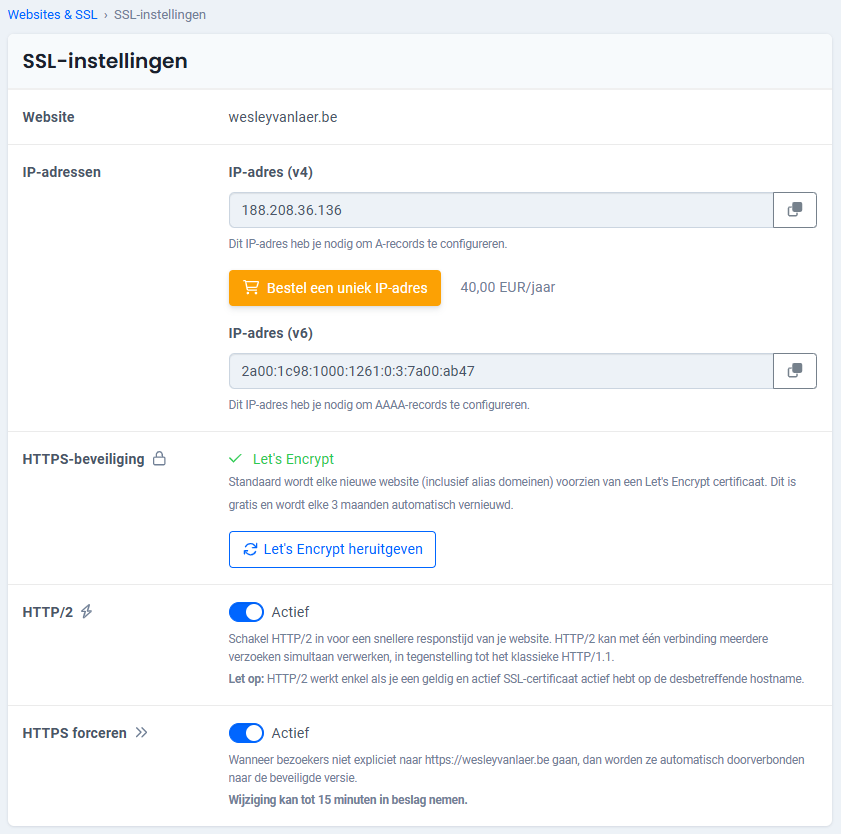 Websites & SSL › SSL-instellingen
SSL-instellingen
Website
wesleyvanlaer.be
IP-adressen
IP-adres (v4)
188.208.36.136
Dit IP-adres heb je nodig om A-records te configureren.
Bestel een uniek IP-adres
40,00 EUR/jaar
IP-adres (v6)
2a00:1c98:1000:1261:0:3:7a00:ab47
Dit IP-adres heb je nodig om AAAA-records te configureren.
HTTPS-beveiliging
Let's Encrypt
Standaard wordt elke nieuwe website (inclusief alias domeinen) voorzien van een Let's Encrypt certificaat. Dit is
gratis en wordt elke 3 maanden automatisch vernieuwd.
Let's Encrypt heruitgeven
HTTP/2
Actief
Schakel HTTP/2 in voor een snellere responstijd van je website. HTTP/2 kan met één verbinding meerdere
verzoeken simultaan verwerken, in tegenstelling tot het klassieke HTTP/1.1.
Let op: HTTP/2 werkt enkel als je een geldig en actief SSL-certificaat actief hebt op de desbetreffende hostname.
HTTPS forceren
Actief
Wanneer bezoekers niet expliciet naar https://wesleyvanlaer.be gaan, dan worden ze automatisch doorverbonden
naar de beveiligde versie.
Wijziging kan tot 15 minuten in beslag nemen.